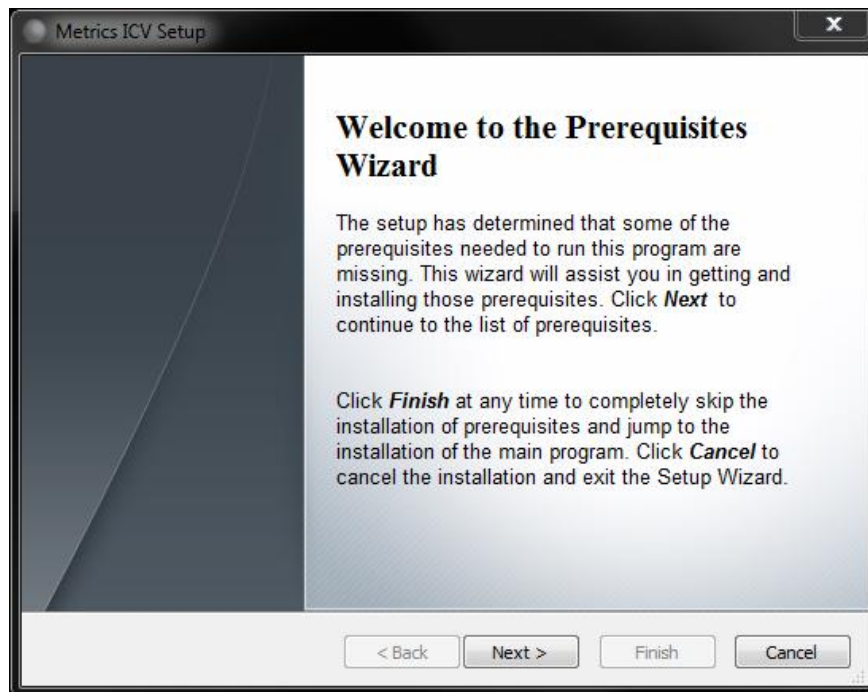 Metrics ICV Setup
Welcome to the Prerequisites
Wizard
The setup has determined that some of the
prerequisites needed to run this program are
missing. This wizard will assist you in getting and
installing those prerequisites. Click Next to
continue to the list of prerequisites.
Click Finish at any time to completely skip the
installation of prerequisites and jump to the
installation of the main program. Click Cancel to
cancel the installation and exit the Setup Wizard.
< Back Next > Finish Cancel